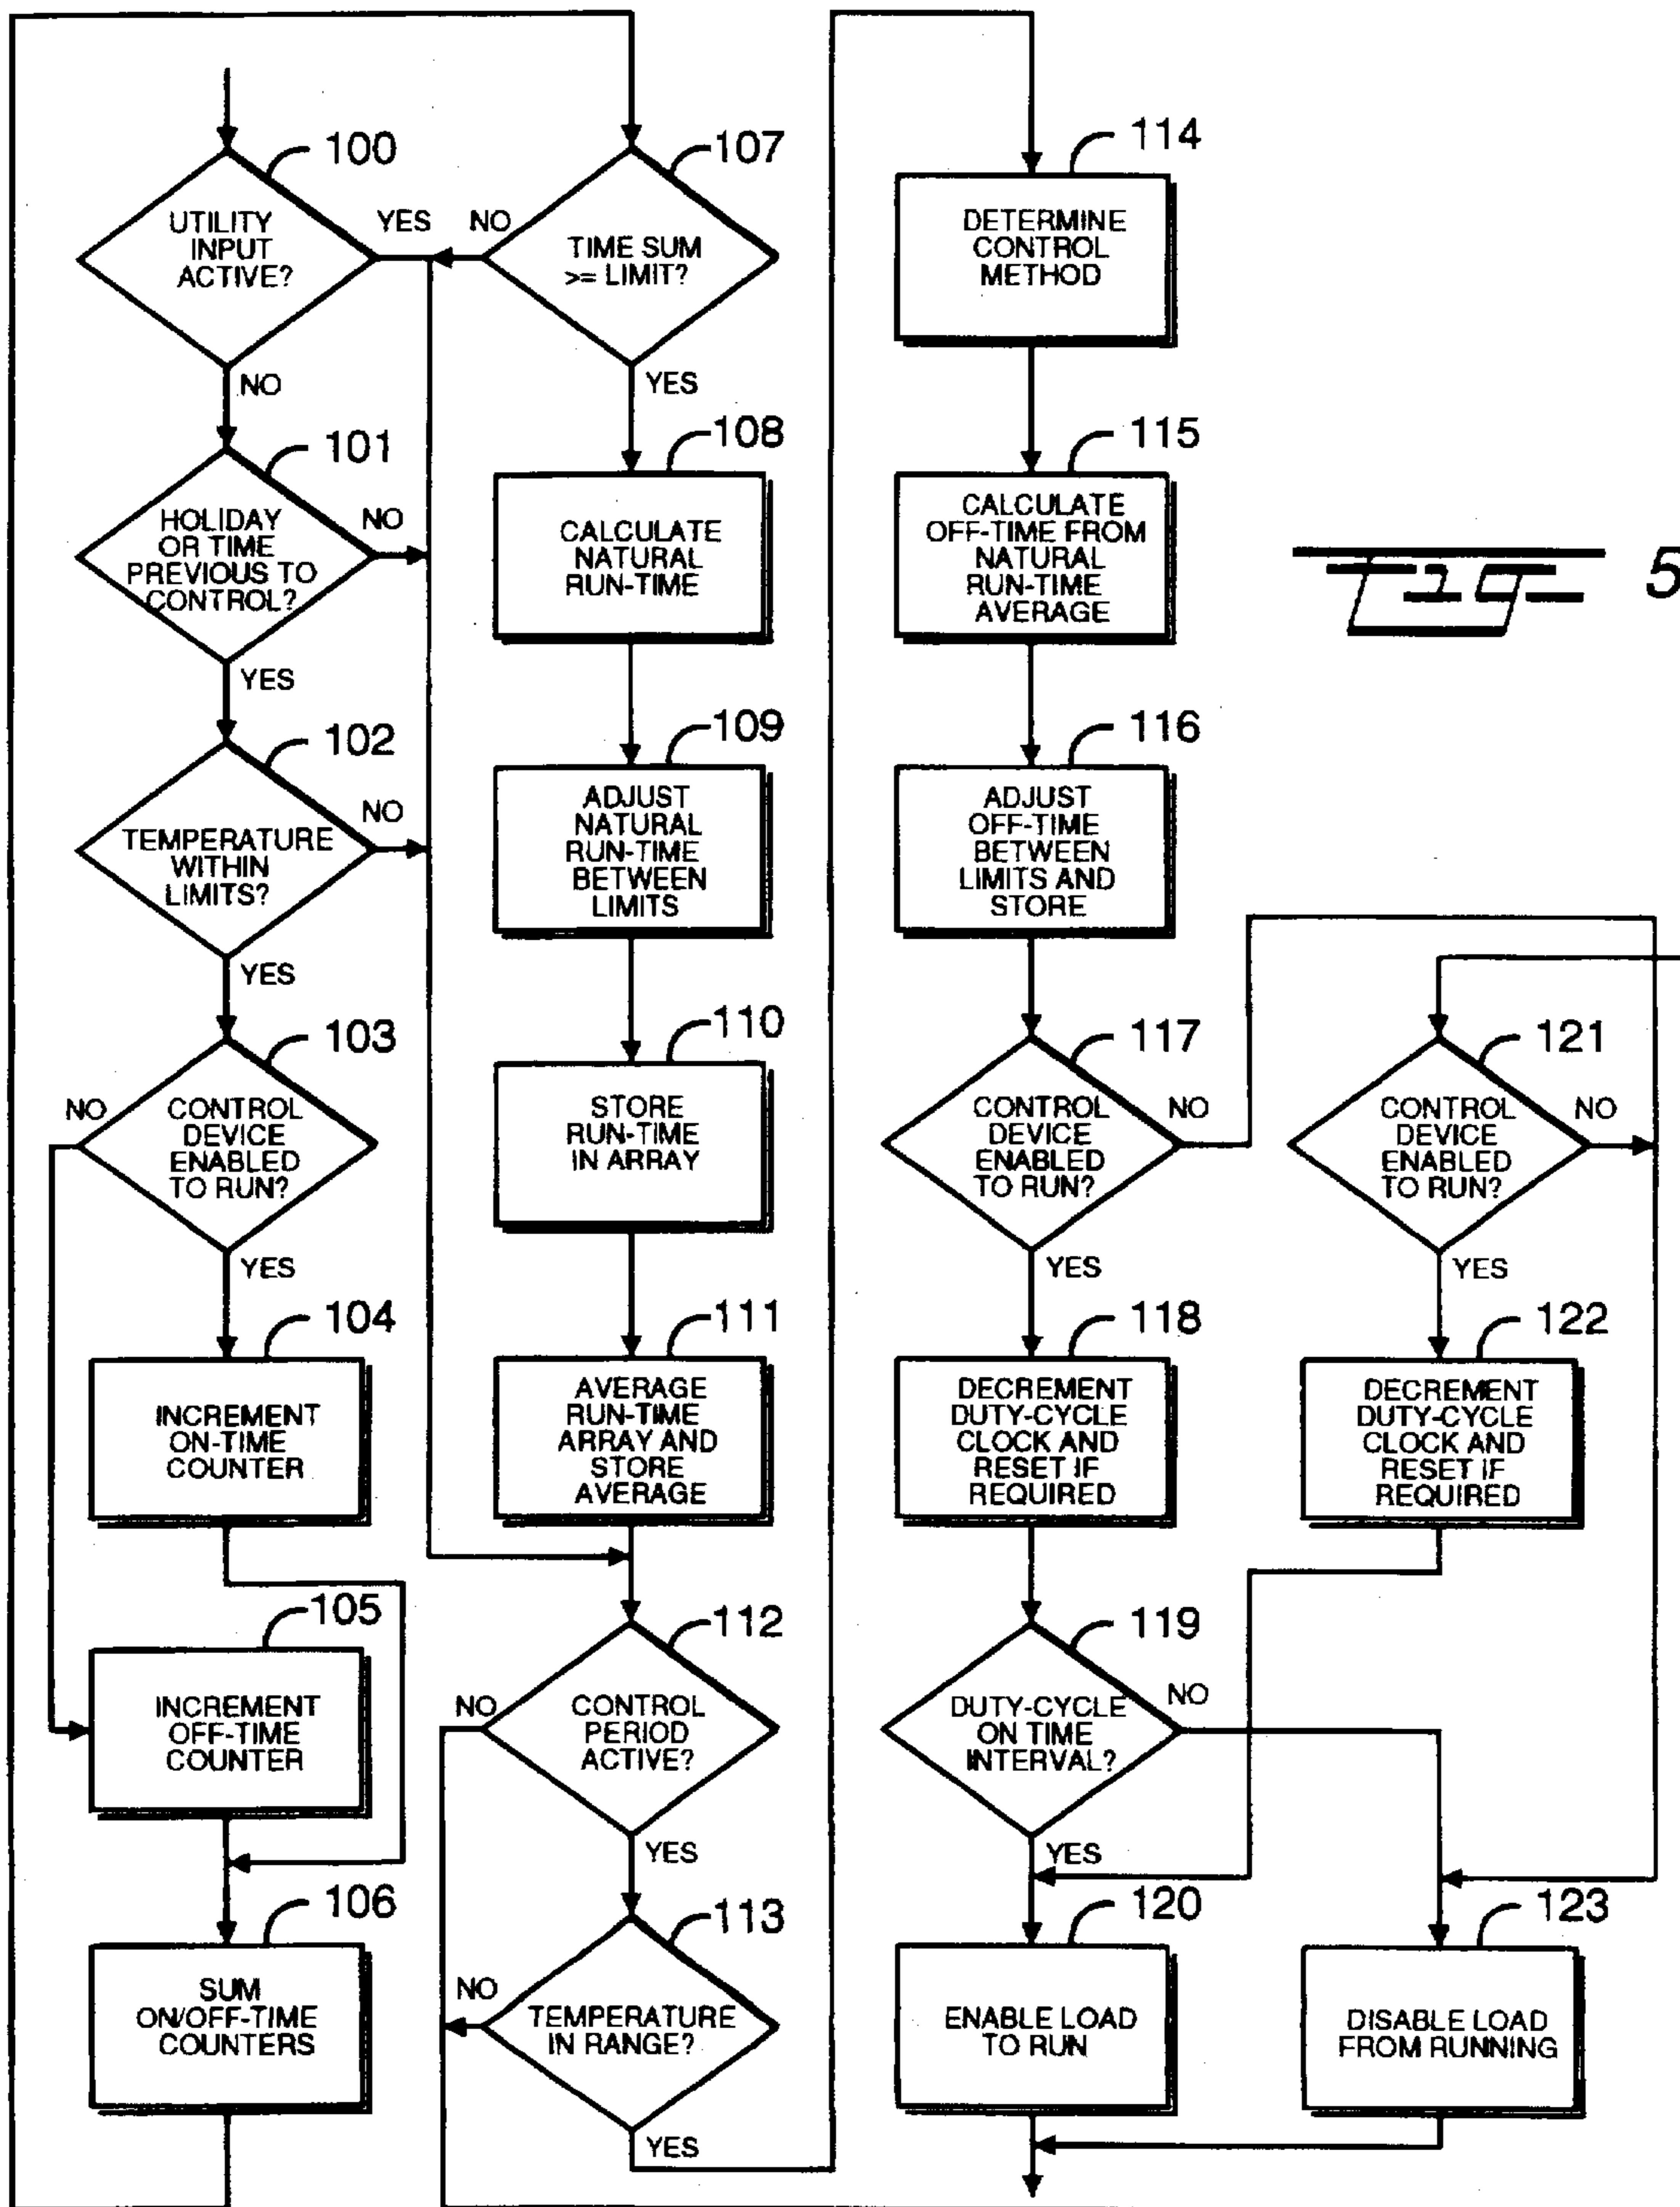 100
UTILITY
INPUT
ACTIVE?
YES
NO
101
HOLIDAY
OR TIME
PREVIOUS TO
CONTROL?
NO
YES
102
TEMPERATURE
WITHIN
LIMITS?
NO
YES
103
CONTROL
DEVICE
ENABLED
TO RUN?
NO
YES
104
INCREMENT
ON-TIME
COUNTER
105
INCREMENT
OFF-TIME
COUNTER
106
SUM
ON/OFF-TIME
COUNTERS
107
TIME SUM
>= LIMIT?
NO
YES
108
CALCULATE
NATURAL
RUN-TIME
109
ADJUST
NATURAL
RUN-TIME
BETWEEN
LIMITS
110
STORE
RUN-TIME
IN ARRAY
111
AVERAGE
RUN-TIME
ARRAY AND
STORE
AVERAGE
112
CONTROL
PERIOD
ACTIVE?
NO
YES
113
TEMPERATURE
IN RANGE?
NO
YES
114
DETERMINE
CONTROL
METHOD
115
CALCULATE
OFF-TIME FROM
NATURAL
RUN-TIME
AVERAGE
116
ADJUST
OFF-TIME
BETWEEN
LIMITS AND
STORE
117
CONTROL
DEVICE
ENABLED
TO RUN?
NO
YES
118
DECREMENT
DUTY-CYCLE
CLOCK AND
RESET IF
REQUIRED
119
DUTY-CYCLE
ON TIME
INTERVAL?
NO
YES
120
ENABLE LOAD
TO RUN
Fig 5
121
CONTROL
DEVICE
ENABLED
TO RUN?
NO
YES
122
DECREMENT
DUTY-CYCLE
CLOCK AND
RESET IF
REQUIRED
123
DISABLE LOAD
FROM RUNNING